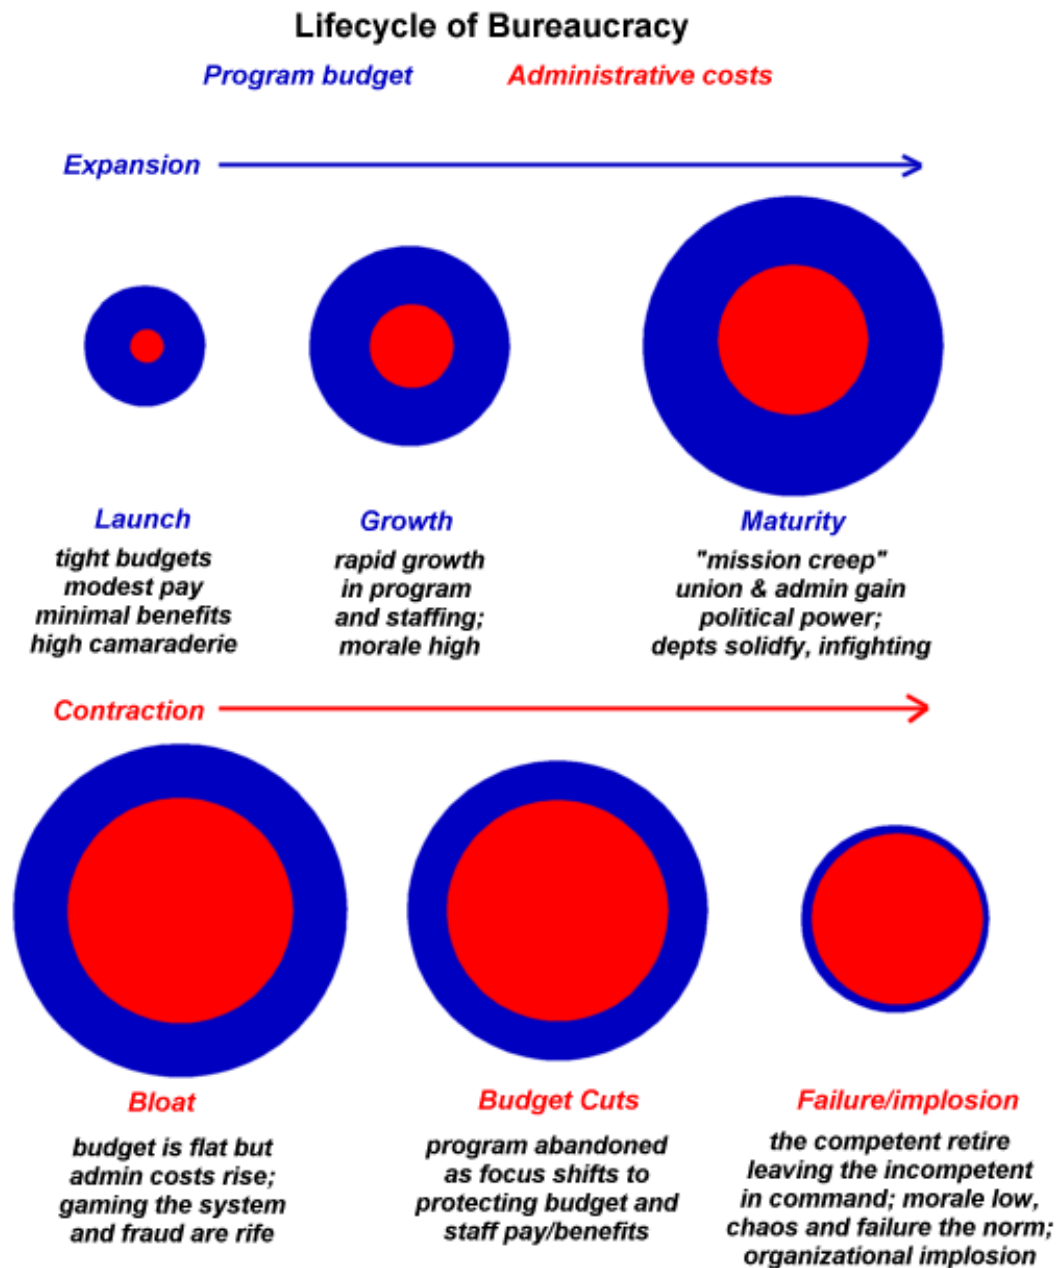 Lifecycle of Bureaucracy
Program budget Administrative costs
Expansion
Launch
tight budgets
modest pay
minimal benefits
high camaraderie
Growth
rapid growth
in program
and staffing;
morale high
Maturity
"mission creep"
union & admin gain
political power;
depts solidfy, infighting
Contraction
Bloat
budget is flat but
admin costs rise;
gaming the system
and fraud are rife
Budget Cuts
program abandoned
as focus shifts to
protecting budget and
staff pay/benefits
Failure/implosion
the competent retire
leaving the incompetent
in command; morale low,
chaos and failure the norm;
organizational implosion